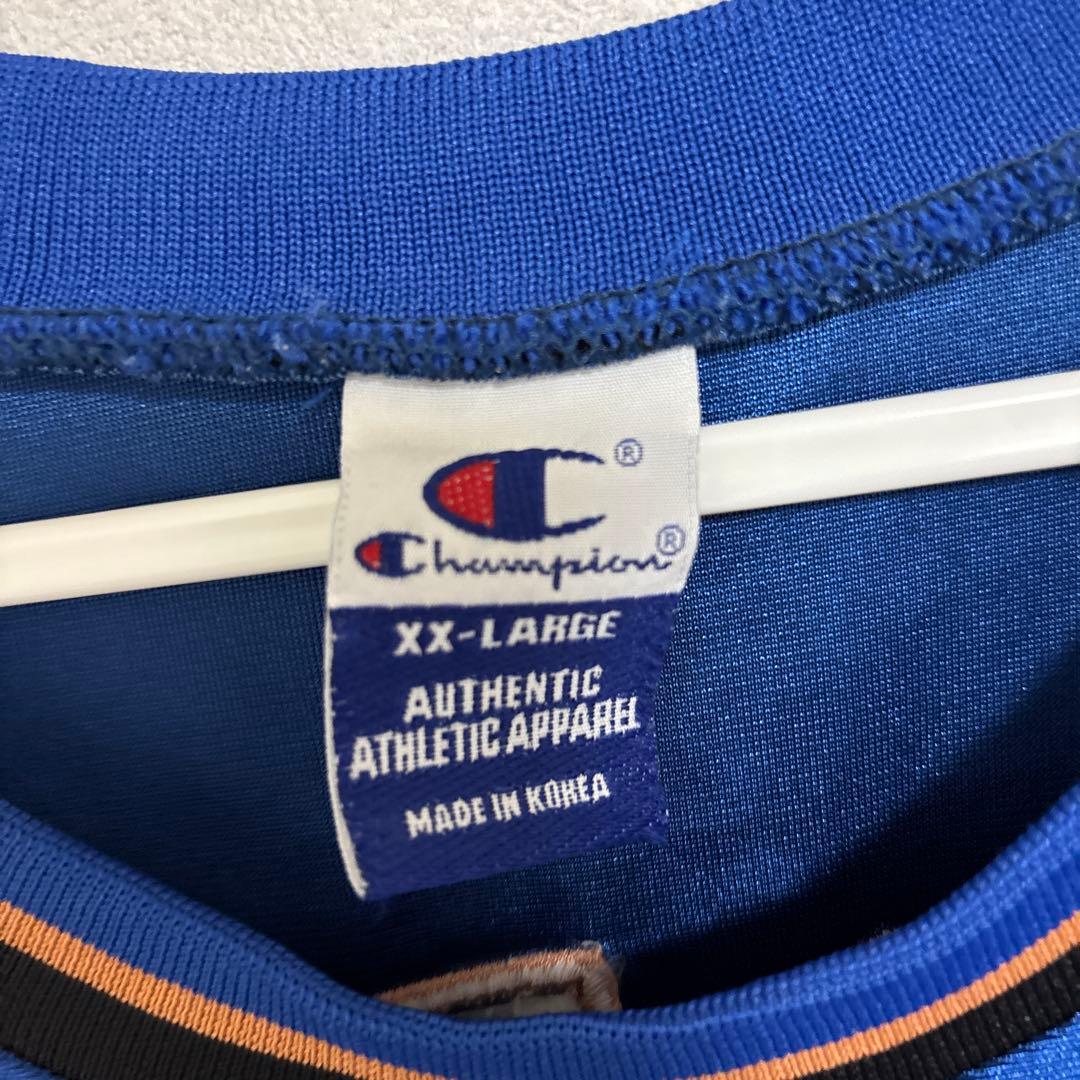 ®
Champion®
XX-LARGE
AUTHENTIC
ATHLETIC APPAREL
MADE IN KOREA